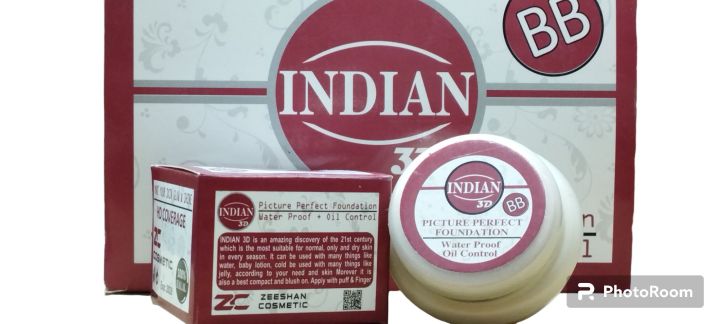 BB
INDIAN
3D
HD COVERAGE
ZC
COSMETIC
INDIAN
3D
Picture Perfect Foundation
Water Proof + Oil Control
INDIAN 3D is an amazing discovery of the 21st century
which is the most suitable for normal, only and dry skin
in every season. It can be used with many things like
water, baby lotion, cold be used with many things like
jelly, according to your need and skin Morever it is
also a best compact and blush on. Apply with puff & Finger
ZC ZEESHAN
COSMETIC
INDIAN
3D
BB
PICTURE PERFECT
FOUNDATION
Water Proof
Oil Control
PhotoRoom